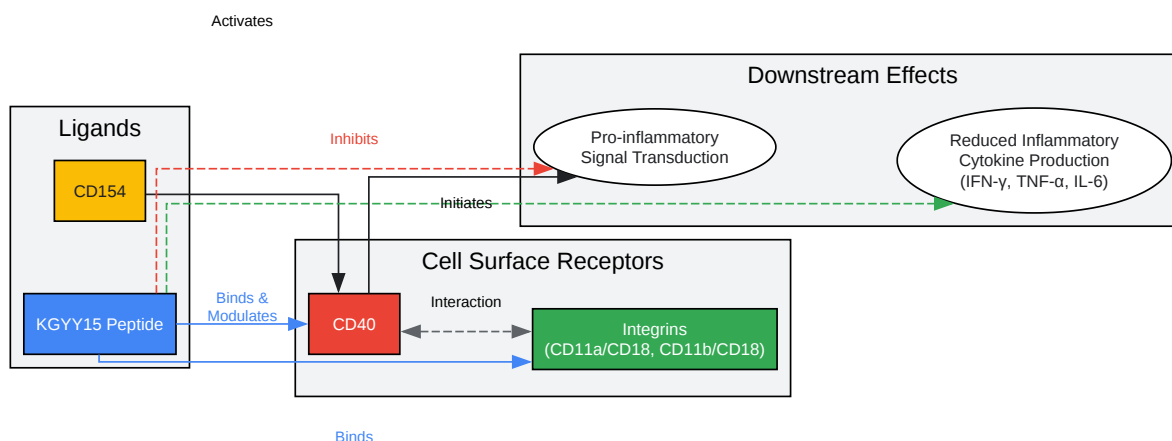 Activates
Downstream Effects
Ligands
Inhibits
Pro-inflammatory
Signal Transduction
Reduced Inflammatory
Cytokine Production
(IFN-γ, TNF-α, IL-6)
CD154
Initiates
Cell Surface Receptors
Binds &
Modulates
Interaction
KGYY15 Peptide
CD40
Integrins
(CD11a/CD18, CD11b/CD18)
Binds